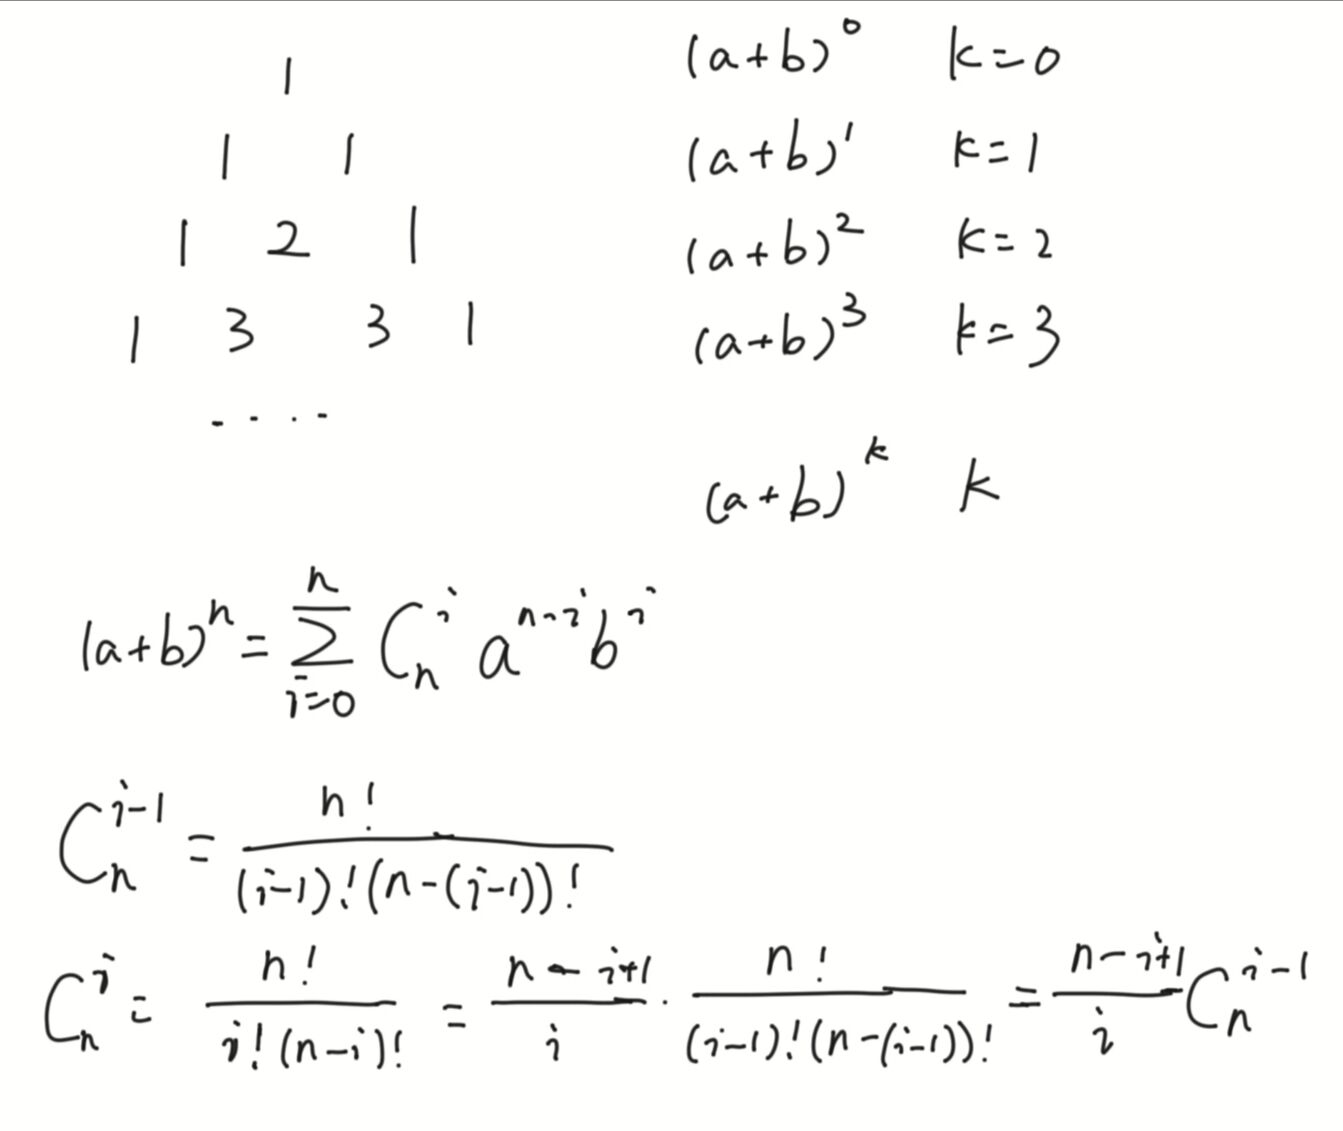 1 (a+b)^0 k=0
1 1 (a+b)^1 k=1
1 2 1 (a+b)^2 k=2
1 3 3 1 (a+b)^3 k=3
....
(a+b)^k k
(a+b)^n = \sum_{i=0}^{n} C_n^i a^{n-i} b^i
C_n^{i-1} = \frac{n!}{(i-1)!(n-(i-1))!}
C_n^i = \frac{n!}{i!(n-i)!} = \frac{n-i+1}{i} \cdot \frac{n!}{(i-1)!(n-(i-1))!} = \frac{n-i+1}{i} C_n^{i-1}